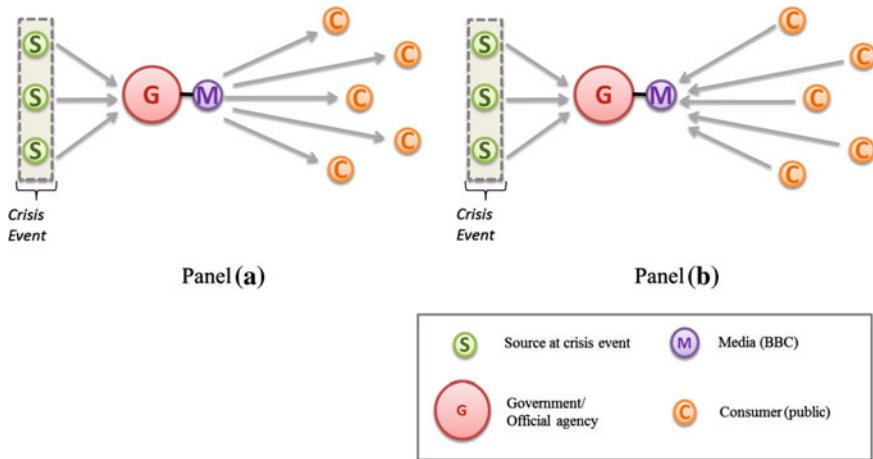 S
S
S
G
M
C
C
C
C
C
Crisis
Event
Panel (a)
S
S
S
G
M
C
C
C
C
C
Crisis
Event
Panel (b)
S Source at crisis event
M Media (BBC)
G Government/
Official agency
C Consumer (public)